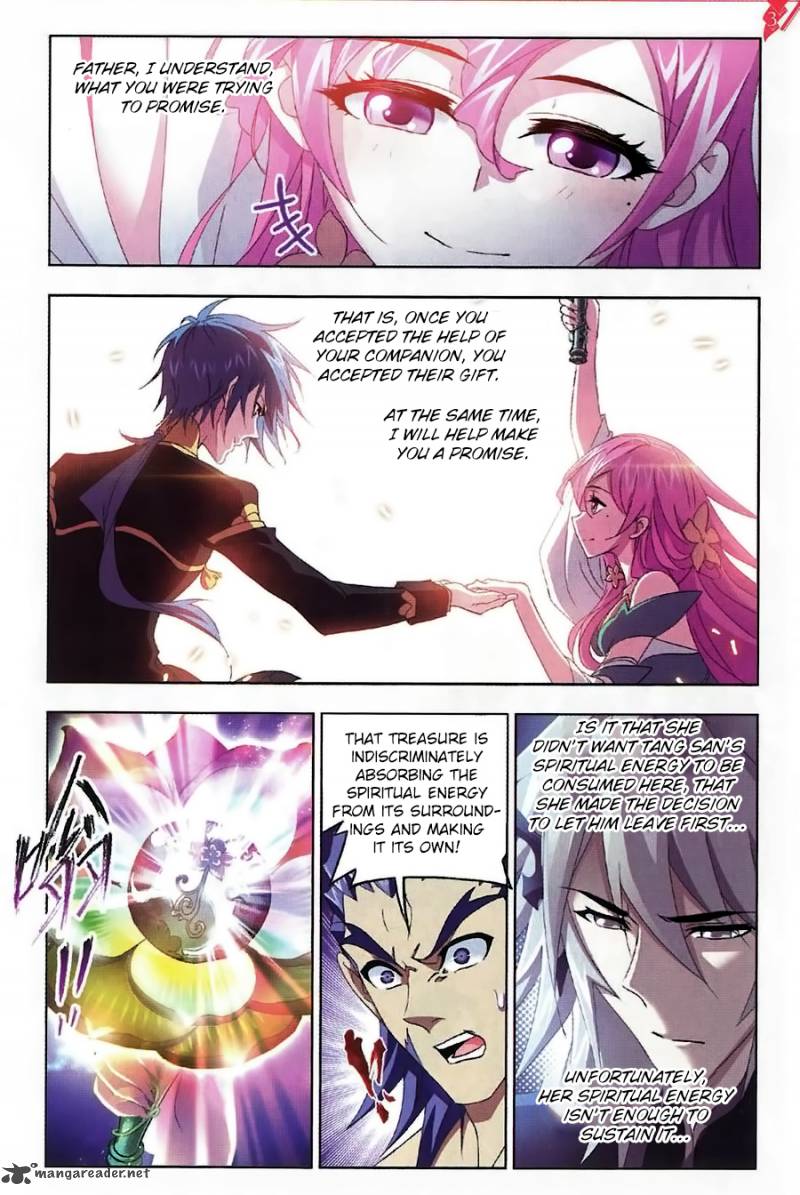 3
FATHER, I UNDERSTAND,
WHAT YOU WERE TRYING
TO PROMISE.
THAT IS, ONCE YOU
ACCEPTED THE HELP OF
YOUR COMPANION, YOU
ACCEPTED THEIR GIFT.
AT THE SAME TIME,
I WILL HELP MAKE
YOU A PROMISE.
THAT TREASURE IS
INDISCRIMINATELY
ABSORBING THE
SPIRITUAL ENERGY
FROM ITS SURROUND-
INGS AND MAKING
IT ITS OWN!
IS IT THAT SHE
DIDN'T WANT TANG SAN'S
SPIRITUAL ENERGY TO BE
CONSUMED HERE, THAT
SHE MADE THE DECISION
TO LET HIM LEAVE FIRST...
UNFORTUNATELY,
HER SPIRITUAL ENERGY
ISN'T ENOUGH TO
SUSTAIN IT...
mangareader.net